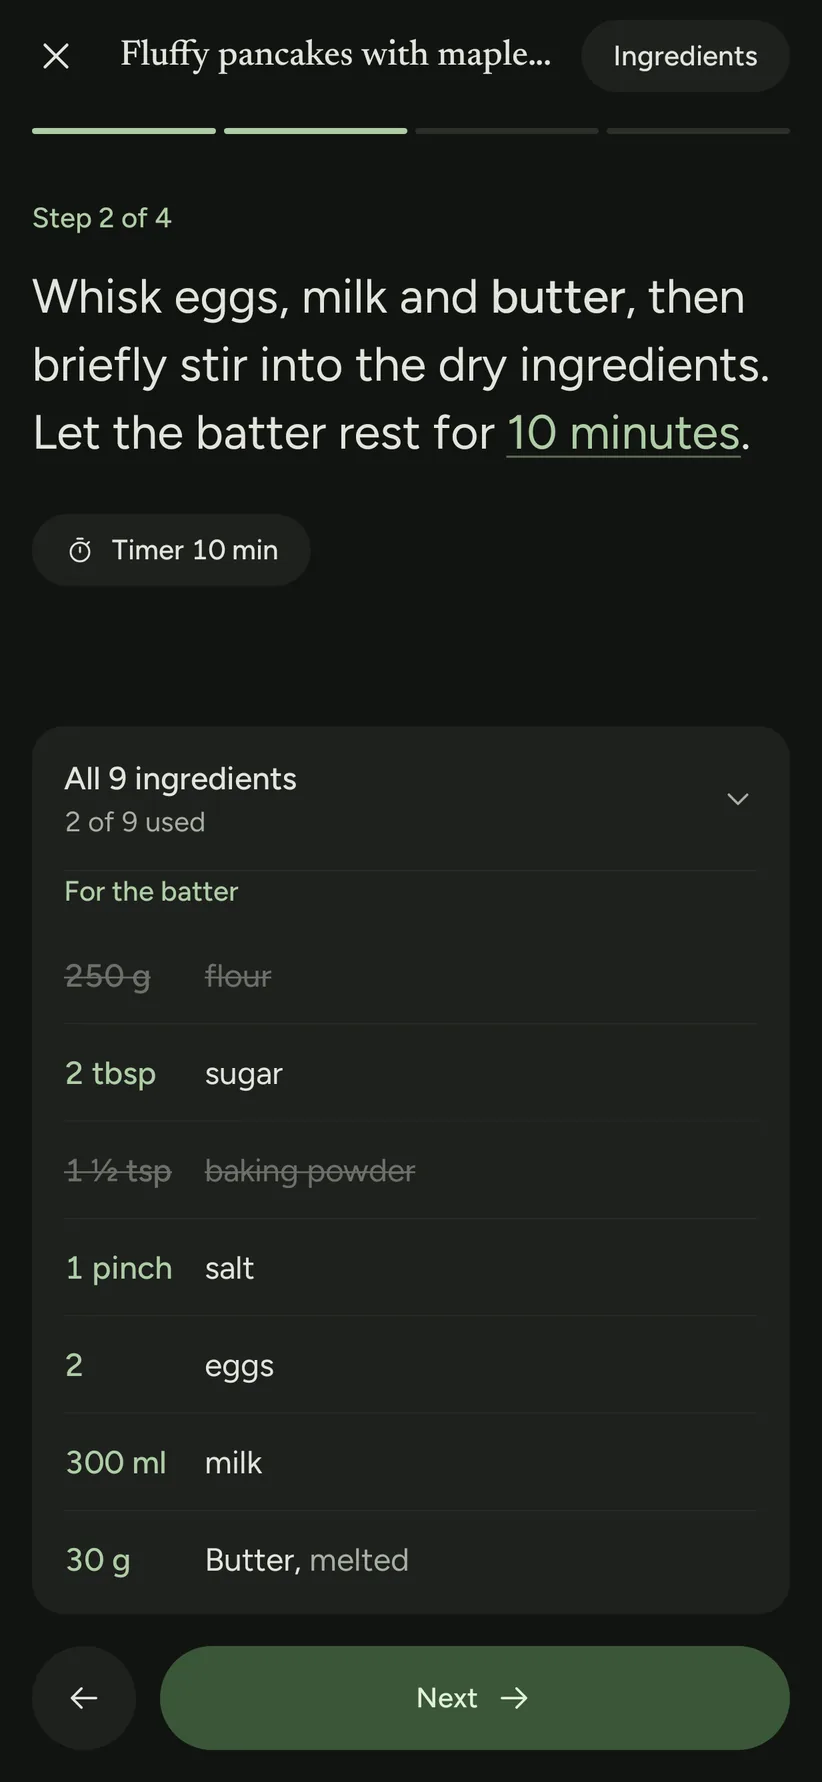 Fluffy pancakes with maple...
Ingredients
Step 2 of 4
Whisk eggs, milk and butter, then
briefly stir into the dry ingredients.
Let the batter rest for 10 minutes.
Timer 10 min
All 9 ingredients
2 of 9 used
For the batter
250 g flour
2 tbsp sugar
1 ½ tsp baking powder
1 pinch salt
2 eggs
300 ml milk
30 g Butter, melted
Next